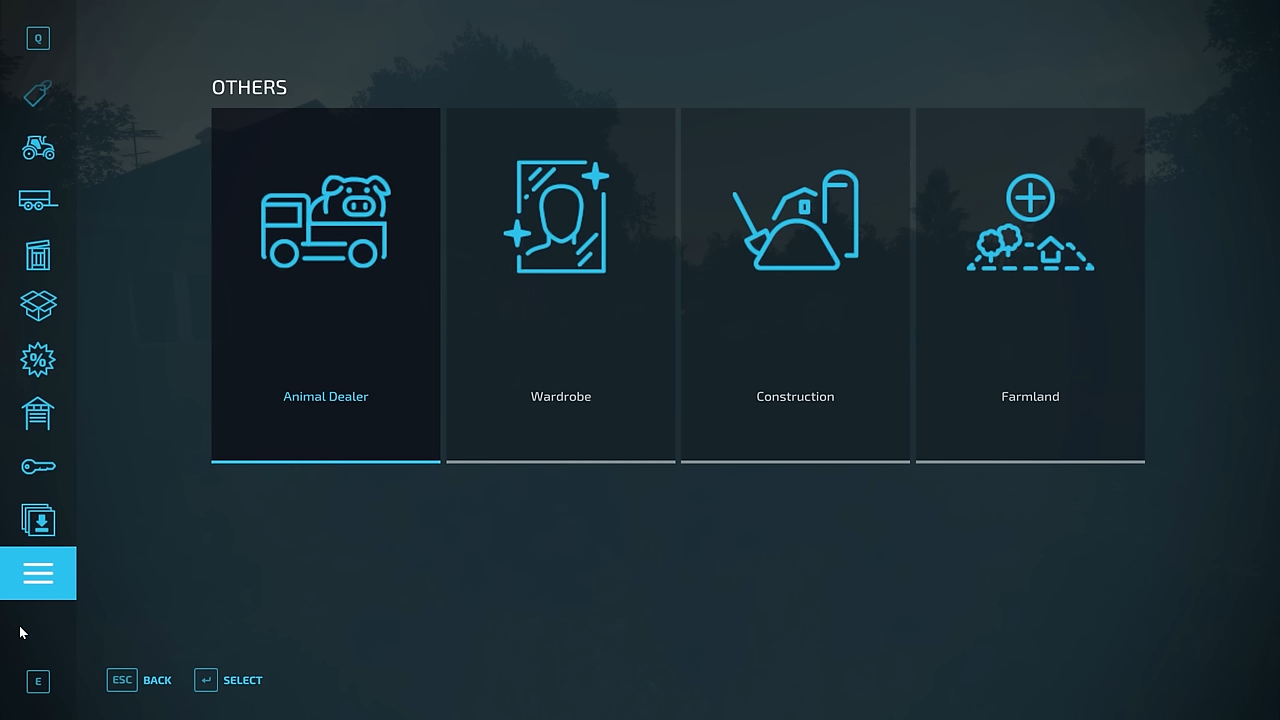 Q
OTHERS
Animal Dealer
Wardrobe
Construction
Farmland
%
E
ESC BACK SELECT